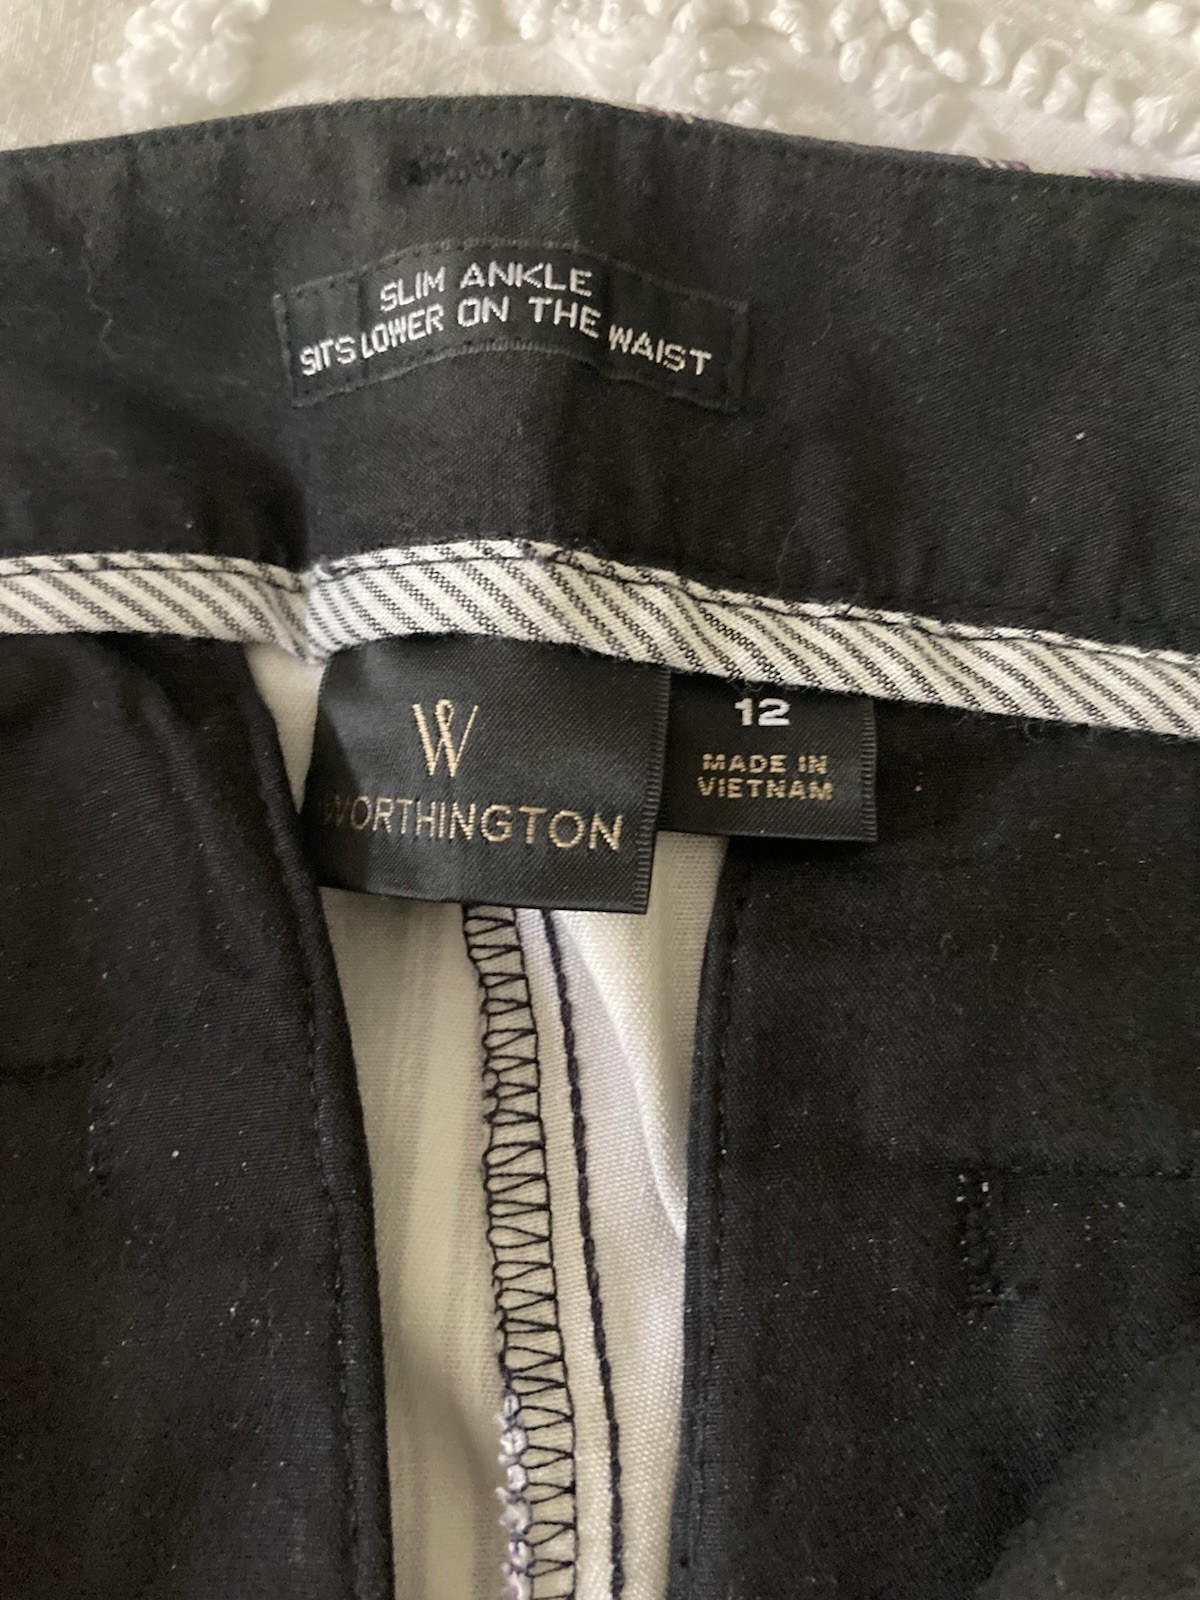 SLIM ANKLE
SITS LOWER ON THE WAIST
W
WORTHINGTON
12
MADE IN
VIETNAM